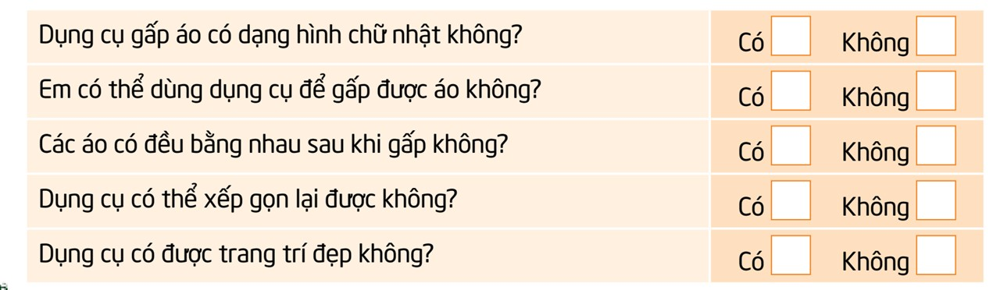 Dụng cụ gấp áo có dạng hình chữ nhật không? Có Không
Em có thể dùng dụng cụ để gấp được áo không? Có Không
Các áo có đều bằng nhau sau khi gấp không? Có Không
Dụng cụ có thể xếp gọn lại được không? Có Không
Dụng cụ có được trang trí đẹp không? Có Không